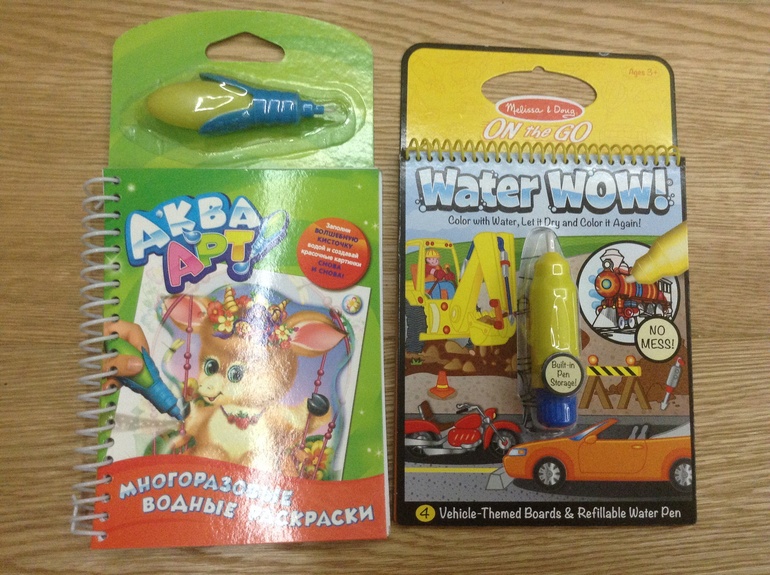 АКВА
АРТ
Заполни
ВОЛШЕБНУЮ
КИСТОЧКУ
водой и создавай
красочные картинки
СНОВА
И СНОВА!
МНОГОРАЗОВЫЕ
ВОДНЫЕ РАСКРАСКИ
Ages 3+
Melissa & Doug
ON the GO
Water WOW!
Color with Water, Let it Dry and Color it Again!
NO
MESS!
Built-in
Pen
Storage!
4 Vehicle-Themed Boards & Refillable Water Pen